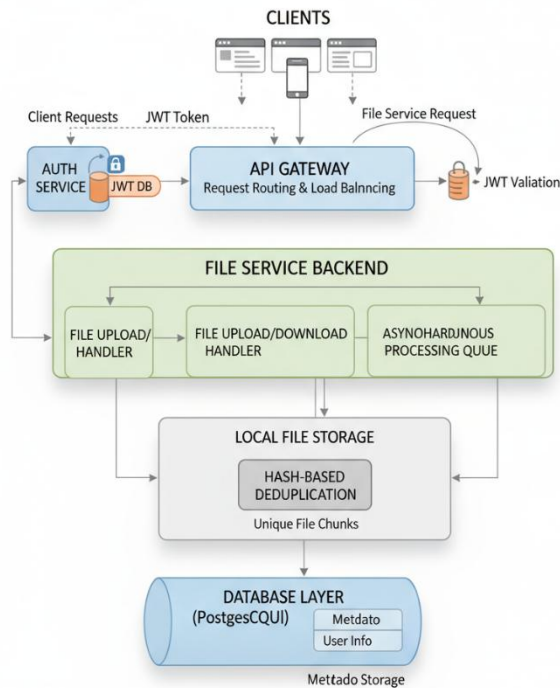 CLIENTS
Client Requests
JWT Token
File Service Request
AUTH
SERVICE
JWT DB
API GATEWAY
Request Routing & Load Balnncing
JWT Valiation
FILE SERVICE BACKEND
FILE UPLOAD/
HANDLER
FILE UPLOAD/DOWNLOAD
HANDLER
ASYNOHARDJNOUS
PROCESSING QUUE
LOCAL FILE STORAGE
HASH-BASED
DEDUPLICATION
Unique File Chunks
DATABASE LAYER
(PostgesCQUI)
Metdato
User Info
Mettado Storage